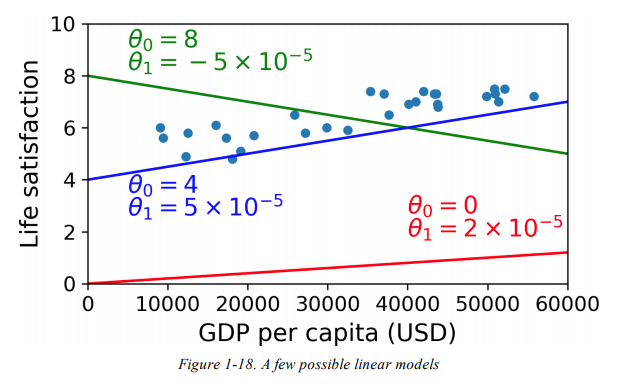 10
8
6
4
2
0
Life satisfaction
θ₀ = 8
θ₁ = − 5 × 10⁻⁵
θ₀ = 4
θ₁ = 5 × 10⁻⁵
θ₀ = 0
θ₁ = 2 × 10⁻⁵
0 10000 20000 30000 40000 50000 60000
GDP per capita (USD)
Figure 1-18. A few possible linear models